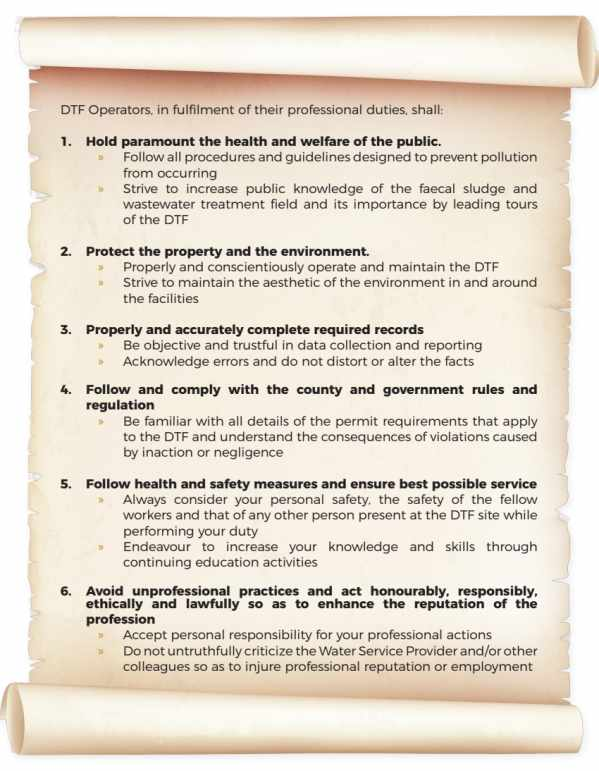 DTF Operators, in fulfilment of their professional duties, shall:
1. Hold paramount the health and welfare of the public.
» Follow all procedures and guidelines designed to prevent pollution
from occurring
» Strive to increase public knowledge of the faecal sludge and
wastewater treatment field and its importance by leading tours
of the DTF
2. Protect the property and the environment.
» Properly and conscientiously operate and maintain the DTF
» Strive to maintain the aesthetic of the environment in and around
the facilities
3. Properly and accurately complete required records
» Be objective and trustful in data collection and reporting
» Acknowledge errors and do not distort or alter the facts
4. Follow and comply with the county and government rules and
regulation
» Be familiar with all details of the permit requirements that apply
to the DTF and understand the consequences of violations caused
by inaction or negligence
5. Follow health and safety measures and ensure best possible service
» Always consider your personal safety, the safety of the fellow
workers and that of any other person present at the DTF site while
performing your duty
» Endeavour to increase your knowledge and skills through
continuing education activities
6. Avoid unprofessional practices and act honourably, responsibly,
ethically and lawfully so as to enhance the reputation of the
profession
» Accept personal responsibility for your professional actions
» Do not untruthfully criticize the Water Service Provider and/or other
colleagues so as to injure professional reputation or employment